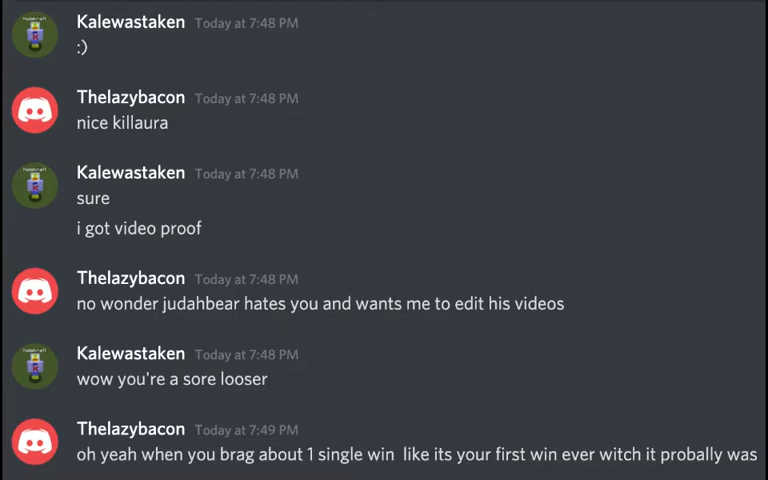 Kalewastaken Today at 7:48 PM
:)
Thelazybacon Today at 7:48 PM
nice killaura
Kalewastaken Today at 7:48 PM
sure
i got video proof
Thelazybacon Today at 7:48 PM
no wonder judahbear hates you and wants me to edit his videos
Kalewastaken Today at 7:48 PM
wow you're a sore looser
Thelazybacon Today at 7:49 PM
oh yeah when you brag about 1 single win like its your first win ever witch it probally was